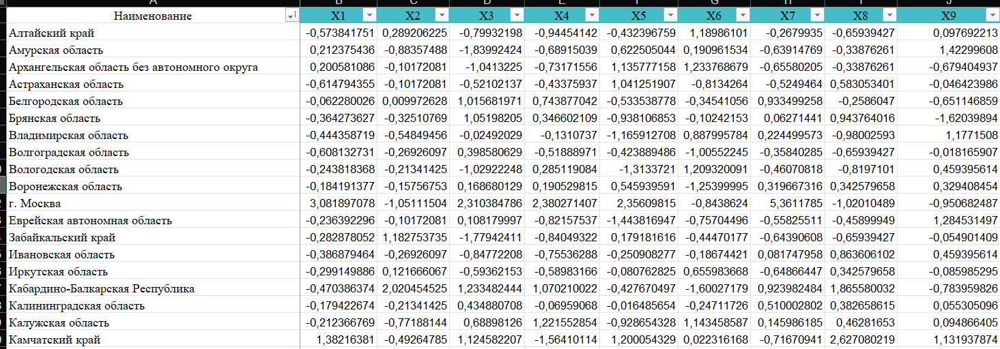 Наименование X1 X2 X3 X4 X5 X6 X7 X8 X9
Алтайский край -0,573841751 0,289206225 -0,79932198 -0,94454142 -0,432396759 1,18986101 -0,2679935 -0,65939427 0,097692213
Амурская область 0,212375436 -0,88357488 -1,83992424 -0,68915039 0,622505044 0,190961534 -0,63914769 -0,33876261 1,42299608
Архангельская область без автономного округа 0,200581086 -0,10172081 -1,0413225 -0,73171556 1,135777158 1,233768679 -0,65580205 -0,33876261 -0,679404937
Астраханская область -0,614794355 -0,10172081 -0,52102137 -0,43375937 1,041251907 -0,8134264 -0,5249464 0,583053401 -0,046423986
Белгородская область -0,062280026 0,009972628 1,015681971 0,743877042 -0,533538778 -0,34541056 0,933499258 -0,2586047 -0,651146859
Брянская область -0,364273627 -0,32510769 1,05198205 0,346602109 -0,938106853 -0,10242153 0,06271441 0,943764016 -1,62039894
Владимирская область -0,444358719 -0,54849456 -0,02492029 -0,1310737 -1,165912708 0,887995784 0,224499573 -0,98002593 1,1771508
Волгоградская область -0,608132731 -0,26926097 0,398580629 -0,51888971 -0,423889486 -1,00552245 -0,35840285 -0,65939427 -0,018165907
Вологодская область -0,243818368 -0,21341425 -1,02922248 0,285119084 -1,3133721 1,209320091 -0,46070818 -0,8197101 0,459395614
Воронежская область -0,184191377 -0,15756753 0,168680129 0,190529815 0,545939591 -1,25399995 0,319667316 0,342579658 0,329408454
г. Москва 3,081897078 -1,05111504 2,310384786 2,380271407 2,35609815 -0,8438624 5,3611785 -1,02010489 -0,950682487
Еврейская автономная область -0,236392296 -0,10172081 0,108179997 -0,82157537 -1,443816947 -0,75704496 -0,55825511 -0,45899949 1,284531497
Забайкальский край -0,282878052 1,182753735 -1,77942411 -0,84049322 0,179181616 -0,44470177 -0,64390608 -0,65939427 -0,054901409
Ивановская область -0,386879464 -0,26926097 -0,84772208 -0,75536288 -0,250908277 -0,18674421 0,081747958 0,863606102 0,459395614
Иркутская область -0,299149886 0,121666067 -0,59362153 -0,58983166 -0,080762825 0,655983668 -0,64866447 0,342579658 -0,085985295
Кабардино-Балкарская Республика -0,470386374 2,020454525 1,233482444 1,070210022 -0,427670497 -1,60027179 0,923982484 1,865580032 -0,783959826
Калининградская область -0,179422674 -0,21341425 0,434880708 -0,06959068 -0,016485654 -0,24711726 0,510002802 0,382658615 0,055305096
Калужская область -0,212366769 -0,77188144 0,68898126 1,221552854 -0,928654328 1,143458587 0,145986185 0,46281653 0,094866405
Камчатский край 1,38216381 -0,49264785 1,124582207 -1,56410114 1,200054329 0,022316168 -0,71670941 2,627080219 1,131937874